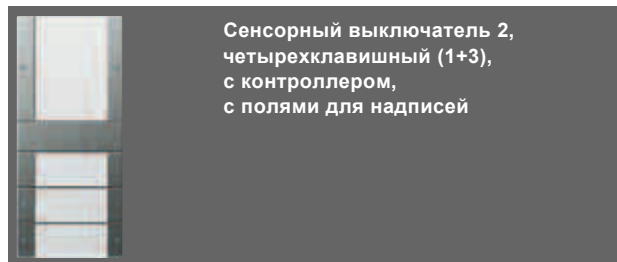 Сенсорный выключатель 2,
четырехклавишный (1+3),
с контроллером,
с полями для надписей